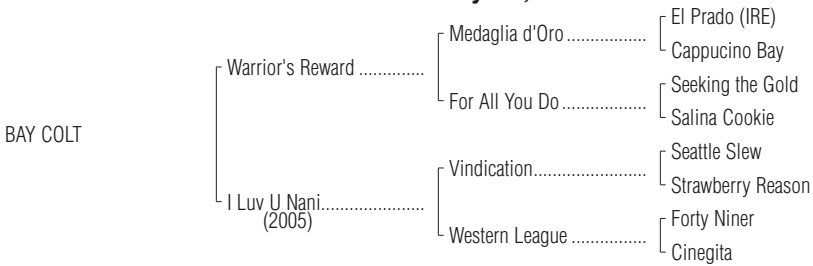 El Prado (IRE)
Medaglia d'Oro .................
Cappucino Bay
Warrior's Reward ..............
Seeking the Gold
For All You Do ..................
Salina Cookie
BAY COLT
Seattle Slew
Vindication........................
Strawberry Reason
I Luv U Nani......................
(2005)
Forty Niner
Western League ................
Cinegita